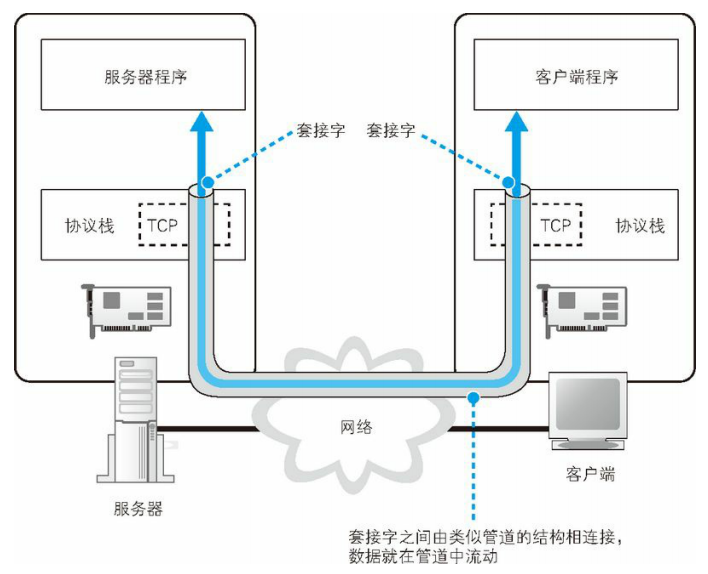 服务器程序
客户端程序
套接字
套接字
协议栈
TCP
TCP
协议栈
网络
客户端
服务器
套接字之间由类似管道的结构相连接，
数据就在管道中流动